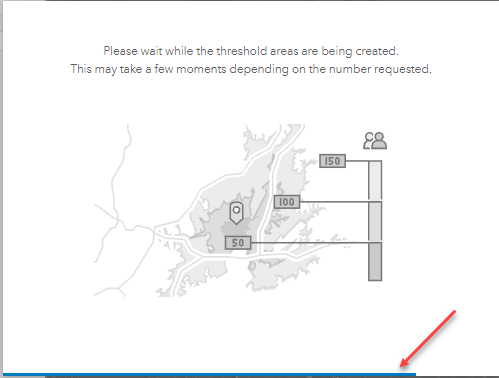 Please wait while the threshold areas are being created.
This may take a few moments depending on the number requested.
150
100
50